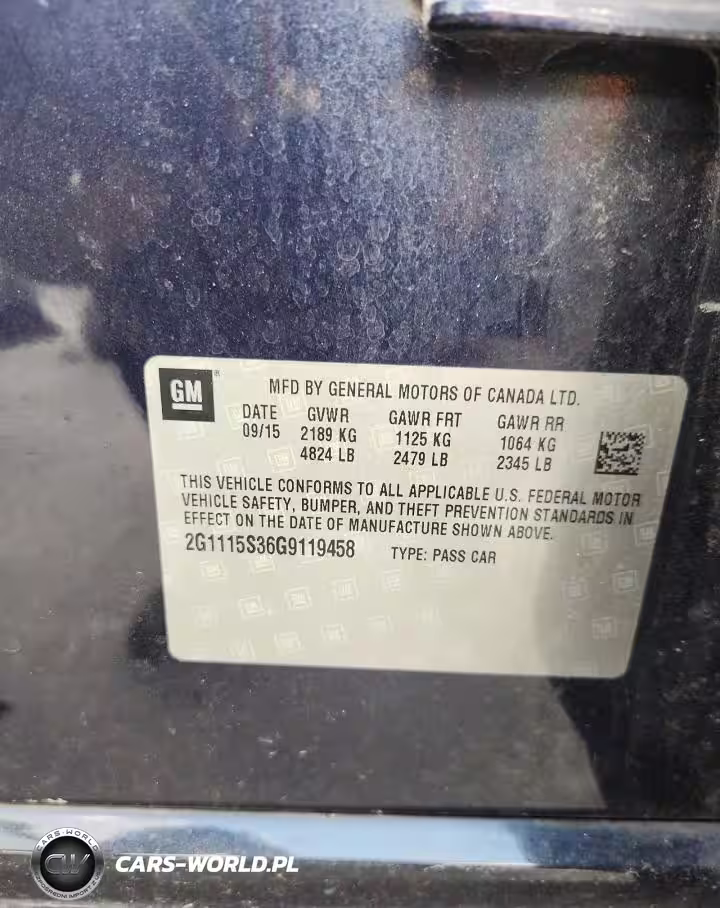 GM
MFD BY GENERAL MOTORS OF CANADA LTD.
DATE GVWR GAWR FRT GAWR RR
09/15 2189 KG 1125 KG 1064 KG
4824 LB 2479 LB 2345 LB
THIS VEHICLE CONFORMS TO ALL APPLICABLE U.S. FEDERAL MOTOR
VEHICLE SAFETY, BUMPER, AND THEFT PREVENTION STANDARDS IN
EFFECT ON THE DATE OF MANUFACTURE SHOWN ABOVE.
2G1115S36G9119458 TYPE: PASS CAR
CARS-WORLD
CW
CARS-WORLD.PL